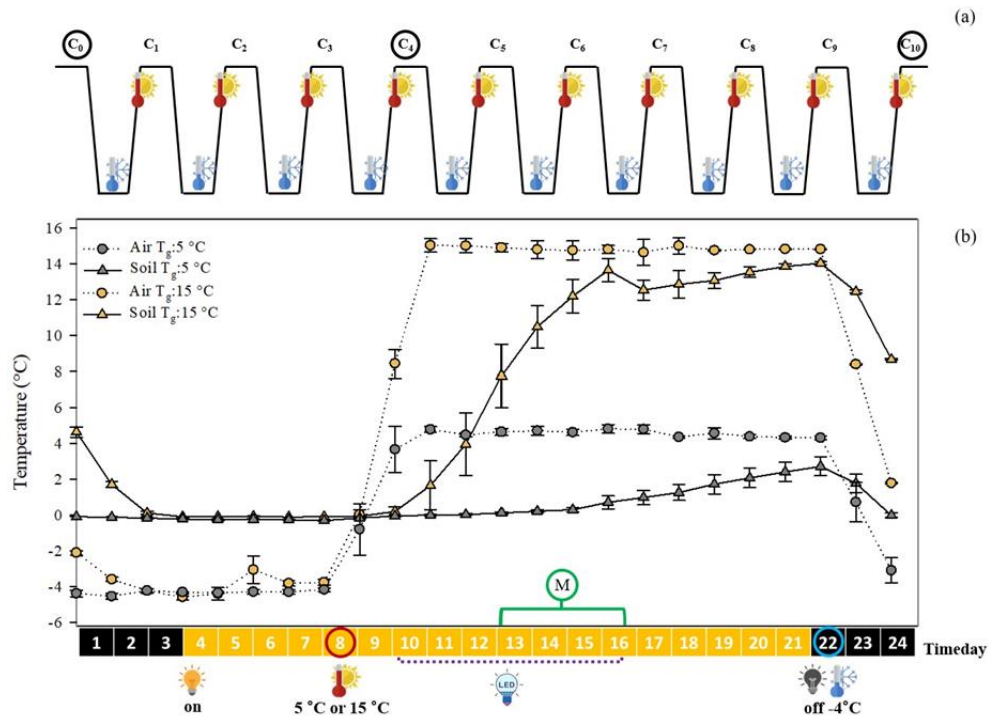 (a)
C0 C1 C2 C3 C4 C5 C6 C7 C8 C9 C10
(b)
16
14
12
10
8
6
4
2
0
-2
-4
-6
Temperature (°C)
Air Tg:5 °C
Soil Tg:5 °C
Air Tg:15 °C
Soil Tg:15 °C
M
1 2 3 4 5 6 7 8 9 10 11 12 13 14 15 16 17 18 19 20 21 22 23 24 Timeday
LED
on 5 °C or 15 °C off -4°C